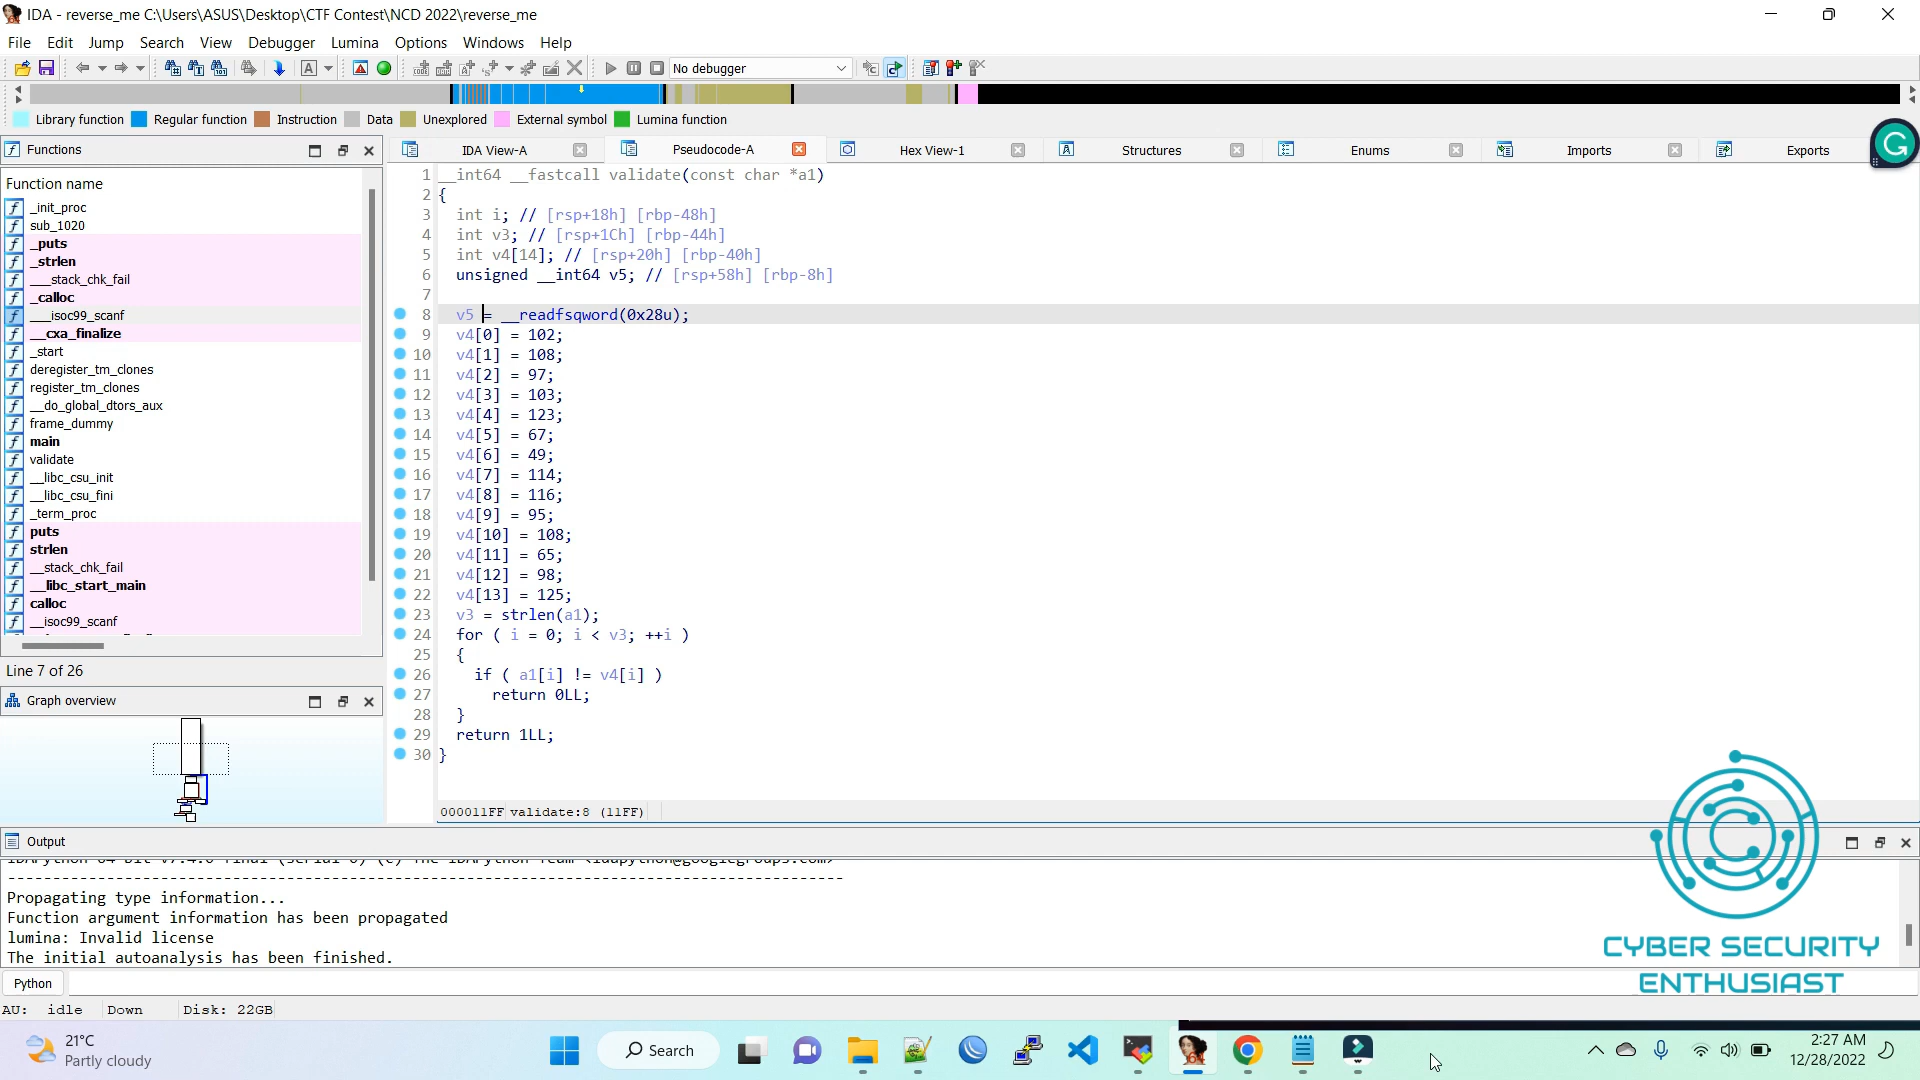 IDA - reverse_me C:\Users\ASUS\Desktop\CTF Contest\NCD 2022\reverse_me
File Edit Jump Search View Debugger Lumina Options Windows Help
No debugger
Library function Regular function Instruction Data Unexplored External symbol Lumina function
Functions
IDA View-A Pseudocode-A Hex View-1 Structures Enums Imports Exports
Function name
_init_proc
sub_1020
_puts
_strlen
___stack_chk_fail
_calloc
___isoc99_scanf
__cxa_finalize
_start
deregister_tm_clones
register_tm_clones
__do_global_dtors_aux
frame_dummy
main
validate
__libc_csu_init
__libc_csu_fini
_term_proc
puts
strlen
__stack_chk_fail
__libc_start_main
calloc
__isoc99_scanf
Line 7 of 26
Graph overview
1 __int64 __fastcall validate(const char *a1)
2 {
3 int i; // [rsp+18h] [rbp-48h]
4 int v3; // [rsp+1Ch] [rbp-44h]
5 int v4[14]; // [rsp+20h] [rbp-40h]
6 unsigned __int64 v5; // [rsp+58h] [rbp-8h]
7
8 v5 = __readfsqword(0x28u);
9 v4[0] = 102;
10 v4[1] = 108;
11 v4[2] = 97;
12 v4[3] = 103;
13 v4[4] = 123;
14 v4[5] = 67;
15 v4[6] = 49;
16 v4[7] = 114;
17 v4[8] = 116;
18 v4[9] = 95;
19 v4[10] = 108;
20 v4[11] = 65;
21 v4[12] = 98;
22 v4[13] = 125;
23 v3 = strlen(a1);
24 for ( i = 0; i < v3; ++i )
25 {
26 if ( a1[i] != v4[i] )
27 return 0LL;
28 }
29 return 1LL;
30 }
000011FF validate:8 (11FF)
Output
IDAPython 64-bit v7.4.0 final (serial 0) (c) The IDAPython Team <idapython@googlegroups.com>
Propagating type information...
Function argument information has been propagated
lumina: Invalid license
The initial autoanalysis has been finished.
Python
AU: idle Down Disk: 22GB
CYBER SECURITY
ENTHUSIAST
21°C
Partly cloudy
Search
2:27 AM
12/28/2022